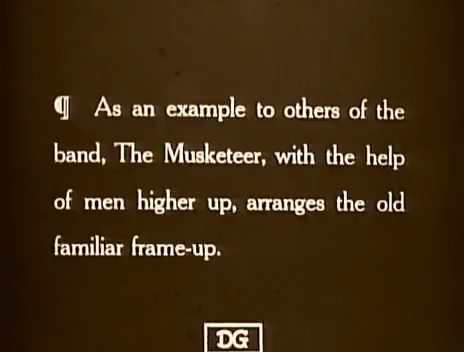 ¶ As an example to others of the
band, The Musketeer, with the help
of men higher up, arranges the old
familiar frame-up.
DG